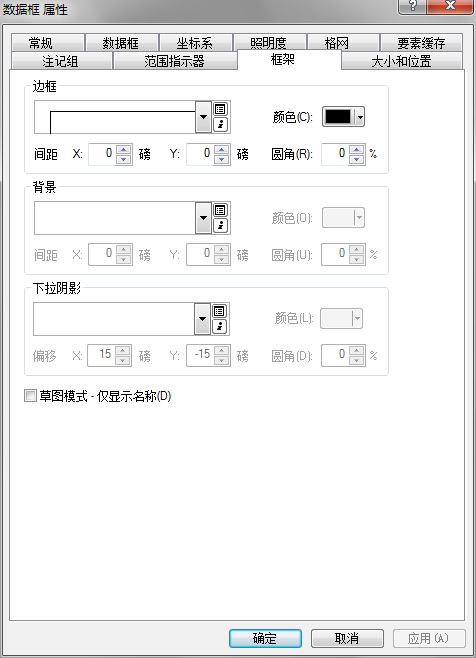 数据框 属性
常规 数据框 坐标系 照明度 格网 要素缓存
注记组 范围指示器 框架 大小和位置
边框
颜色(C):
间距 X: 0 磅 Y: 0 磅 圆角(R): 0 %
背景
颜色(O):
间距 X: 0 磅 Y: 0 磅 圆角(U): 0 %
下拉阴影
颜色(L):
偏移 X: 15 磅 Y: -15 磅 圆角(D): 0 %
草图模式 - 仅显示名称(D)
确定 取消 应用(A)